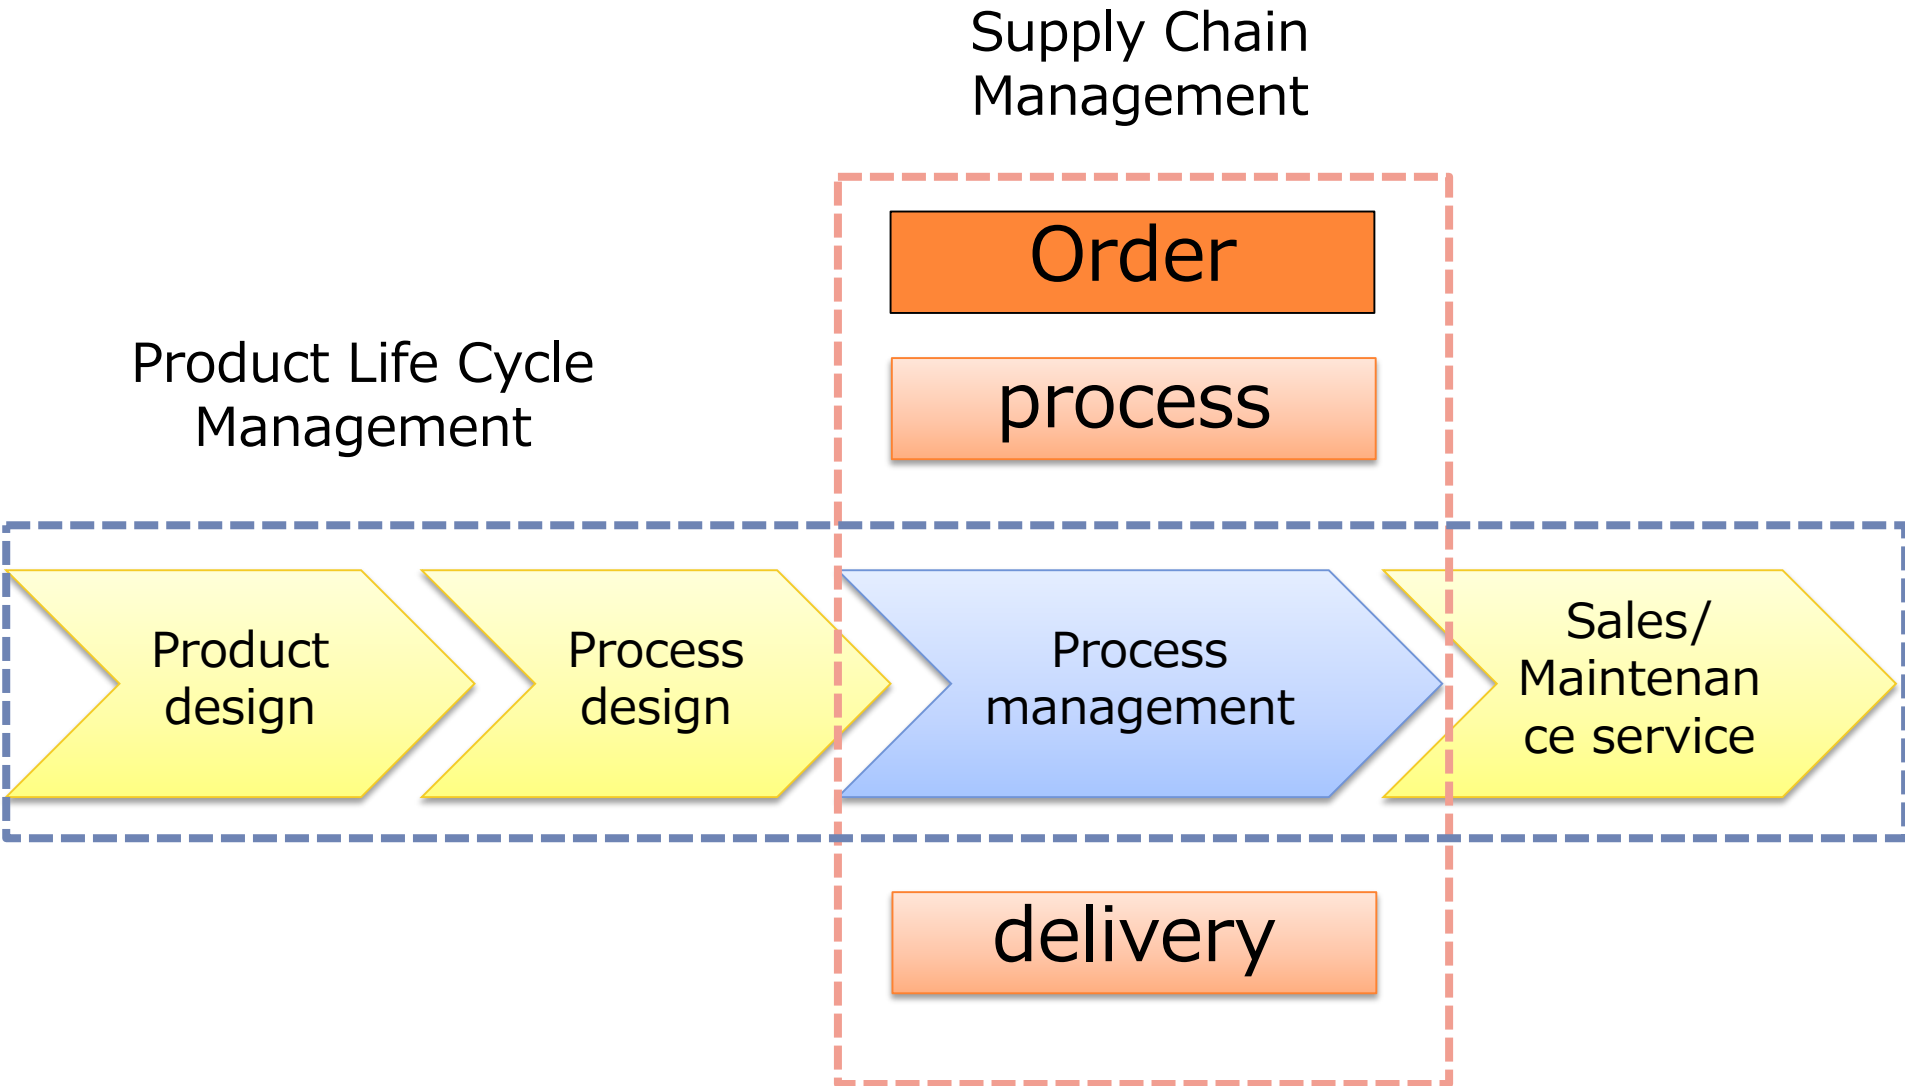 Supply Chain
Management
Order
process
Product Life Cycle
Management
Product
design
Process
design
Process
management
Sales/
Maintenan
ce service
delivery